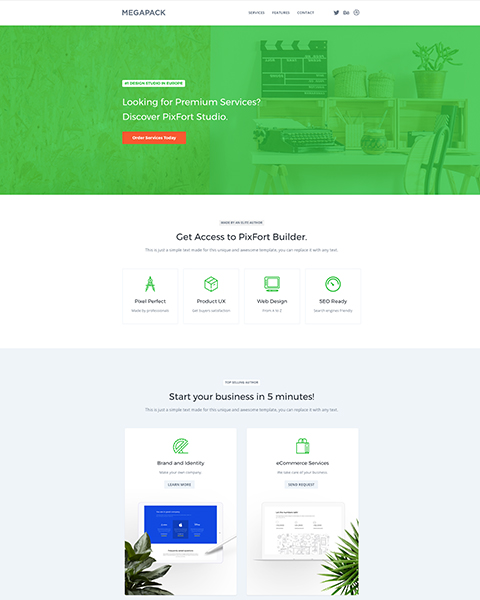 MEGAPACK
SERVICES FEATURES CONTACT
#1 DESIGN STUDIO IN EUROPE
Looking for Premium Services?
Discover PixFort Studio.
Order Services Today
MADE BY AN ELITE AUTHOR
Get Access to PixFort Builder.
This is just a simple text made for this unique and awesome template, you can replace it with any text.
Pixel Perfect
Made by professionals
Product UX
Get buyers satisfaction
Web Design
From A to Z
SEO Ready
Search engines friendly
TOP SELLING AUTHOR
Start your business in 5 minutes!
This is just a simple text made for this unique and awesome template, you can replace it with any text.
Brand and Identity
Make your own company.
LEARN MORE
eCommerce Services
We take care of your business.
SEND REQUEST